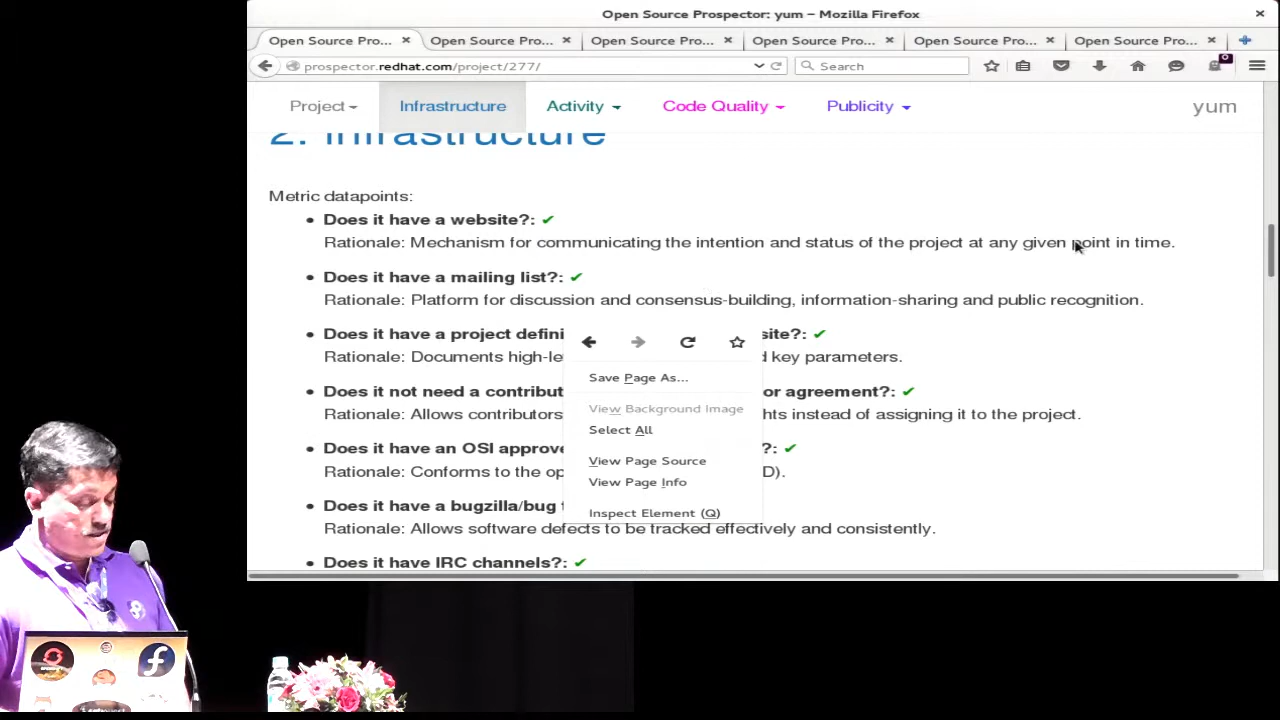 Open Source Prospector: yum – Mozilla Firefox
Open Source Pro... Open Source Pro... Open Source Pro... Open Source Pro... Open Source Pro... Open Source Pro...
prospector.redhat.com/project/277/ Search
Project Infrastructure Activity Code Quality Publicity yum
2. Infrastructure
Metric datapoints:
Does it have a website?: ✔
Rationale: Mechanism for communicating the intention and status of the project at any given point in time.
Does it have a mailing list?: ✔
Rationale: Platform for discussion and consensus-building, information-sharing and public recognition.
Does it have a project defini site?: ✔
Rationale: Documents high-le d key parameters.
Does it not need a contribut or agreement?: ✔
Rationale: Allows contributors hts instead of assigning it to the project.
Does it have an OSI approve ?: ✔
Rationale: Conforms to the op D).
Does it have a bugzilla/bug
Rationale: Allows software defects to be tracked effectively and consistently.
Does it have IRC channels?: ✔
Save Page As...
View Background Image
Select All
View Page Source
View Page Info
Inspect Element (Q)